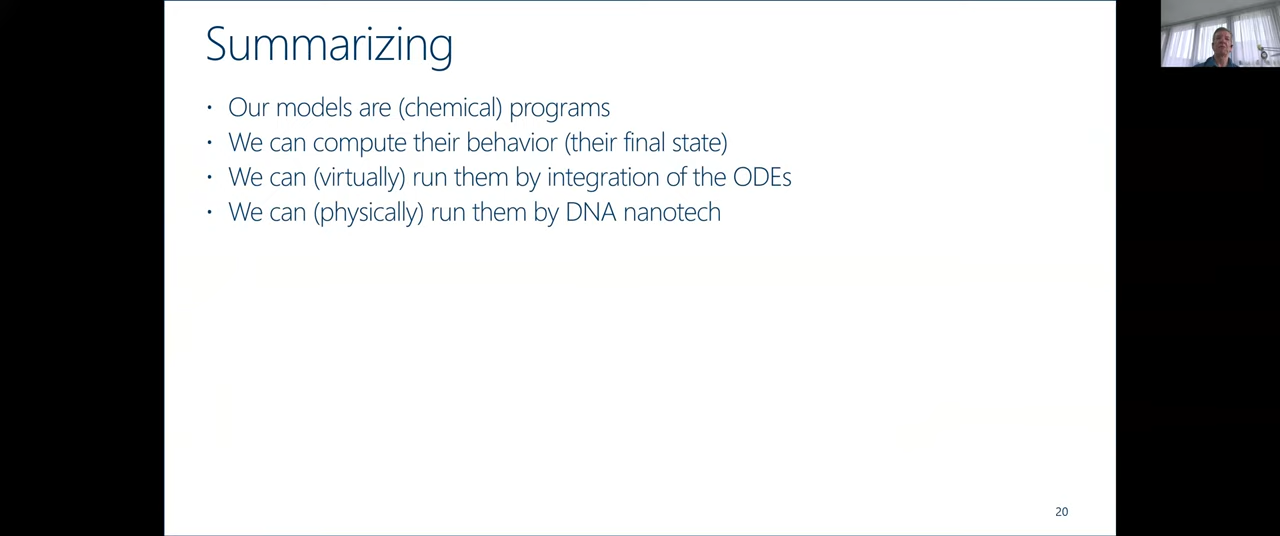 Summarizing
· Our models are (chemical) programs
· We can compute their behavior (their final state)
· We can (virtually) run them by integration of the ODEs
· We can (physically) run them by DNA nanotech
20